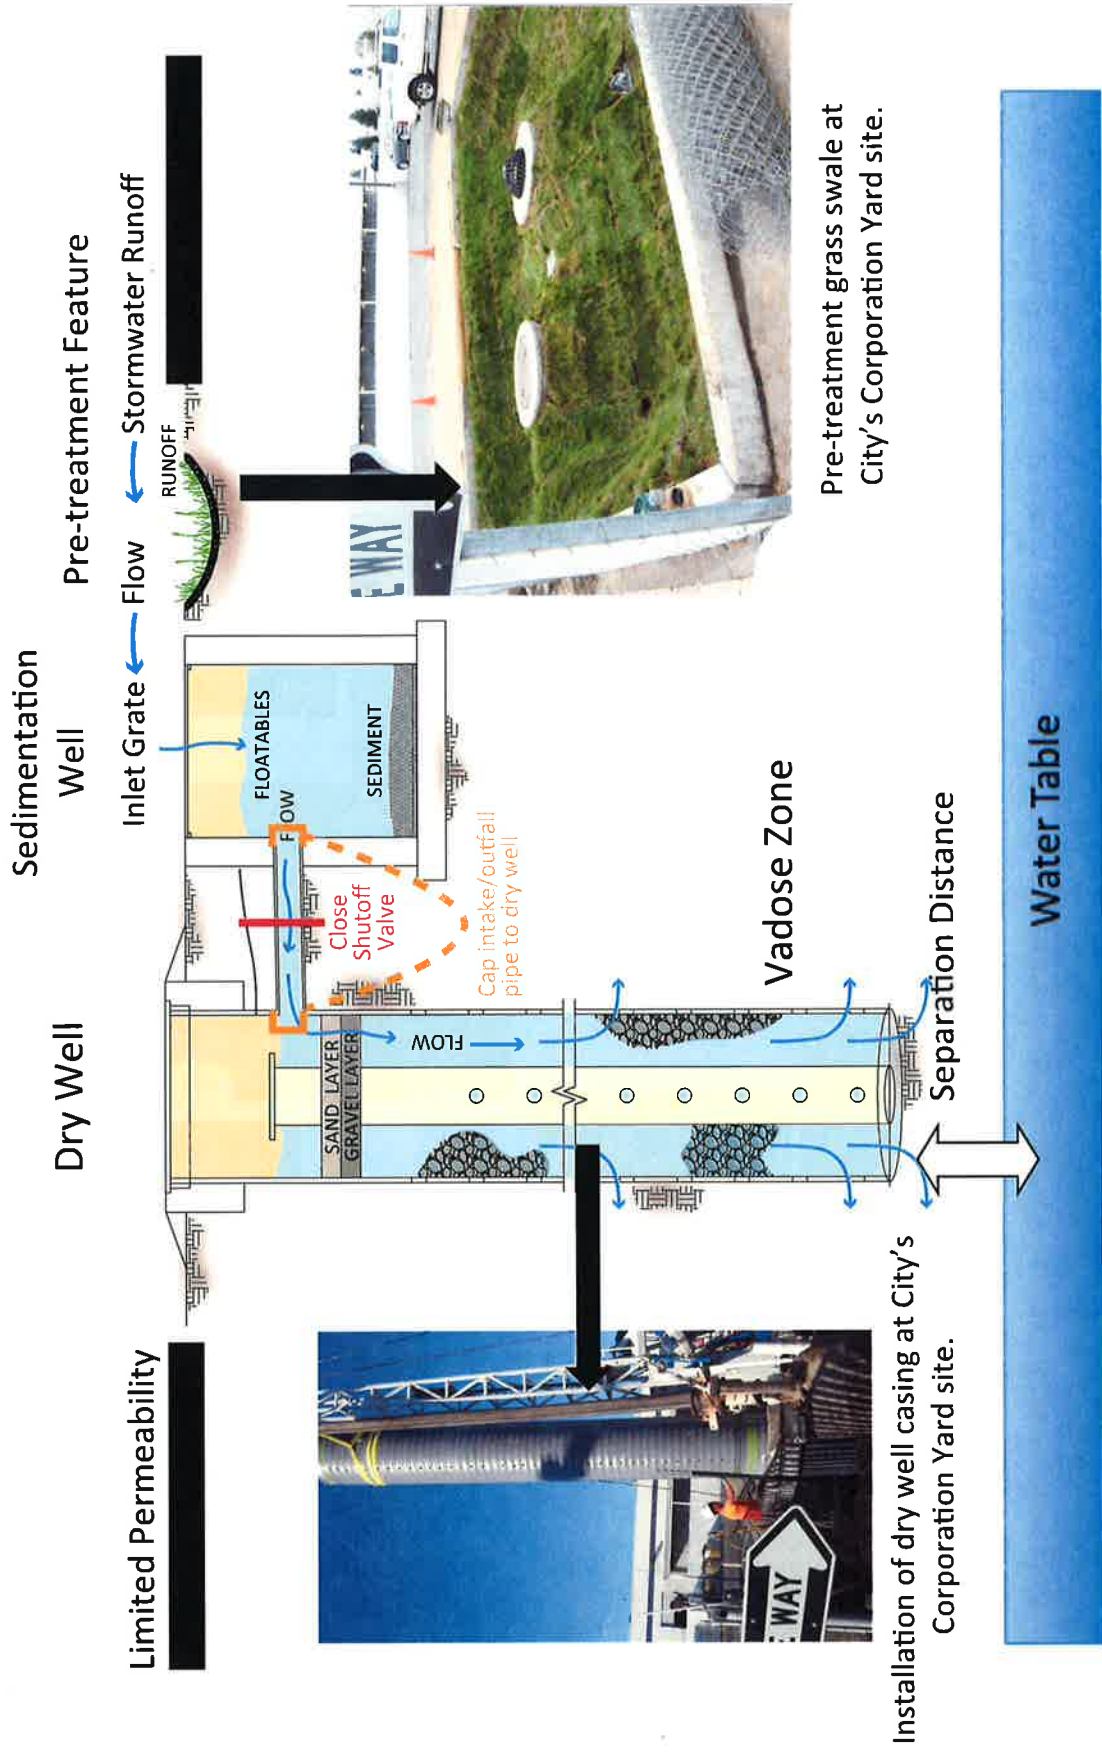 Limited Permeability
Dry Well
Sedimentation
Well
Pre-treatment Feature
Inlet Grate
Flow
Stormwater Runoff
RUNOFF
FLOATABLES
SEDIMENT
FLOW
Close
Shutoff
Valve
Cap intake/outfall
pipe to dry well
SAND LAYER
GRAVEL LAYER
FLOW
Vadose Zone
Separation Distance
Water Table
E WAY
Installation of dry well casing at City's
Corporation Yard site.
E WAY
Pre-treatment grass swale at
City's Corporation Yard site.